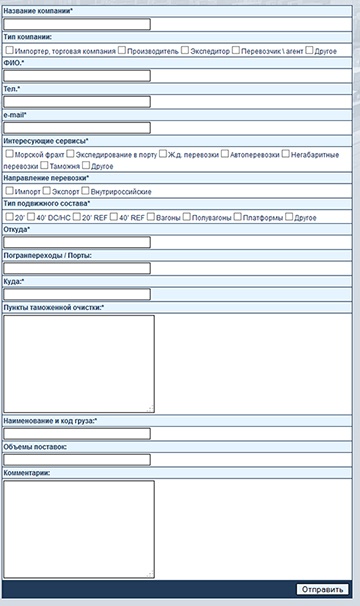 Название компании*
Тип компании:
Импортер, торговая компания Производитель Экспедитор Перевозчик \ агент Другое
ФИО.*
Тел.*
e-mail*
Интересующие сервисы*
Морской фрахт Экспедирование в порту Ж.д. перевозки Автоперевозки Негабаритные
перевозки Таможня Другое
Направление перевозки*
Импорт Экспорт Внутрироссийские
Тип подвижного состава*
20' 40' DC/HC 20' REF 40' REF Вагоны Полувагоны Платформы Другое
Откуда*
Погранпереходы / Порты:
Куда:*
Пункты таможенной очистки:*
Наименование и код груза:*
Объемы поставок:
Комментарии:
Отправить